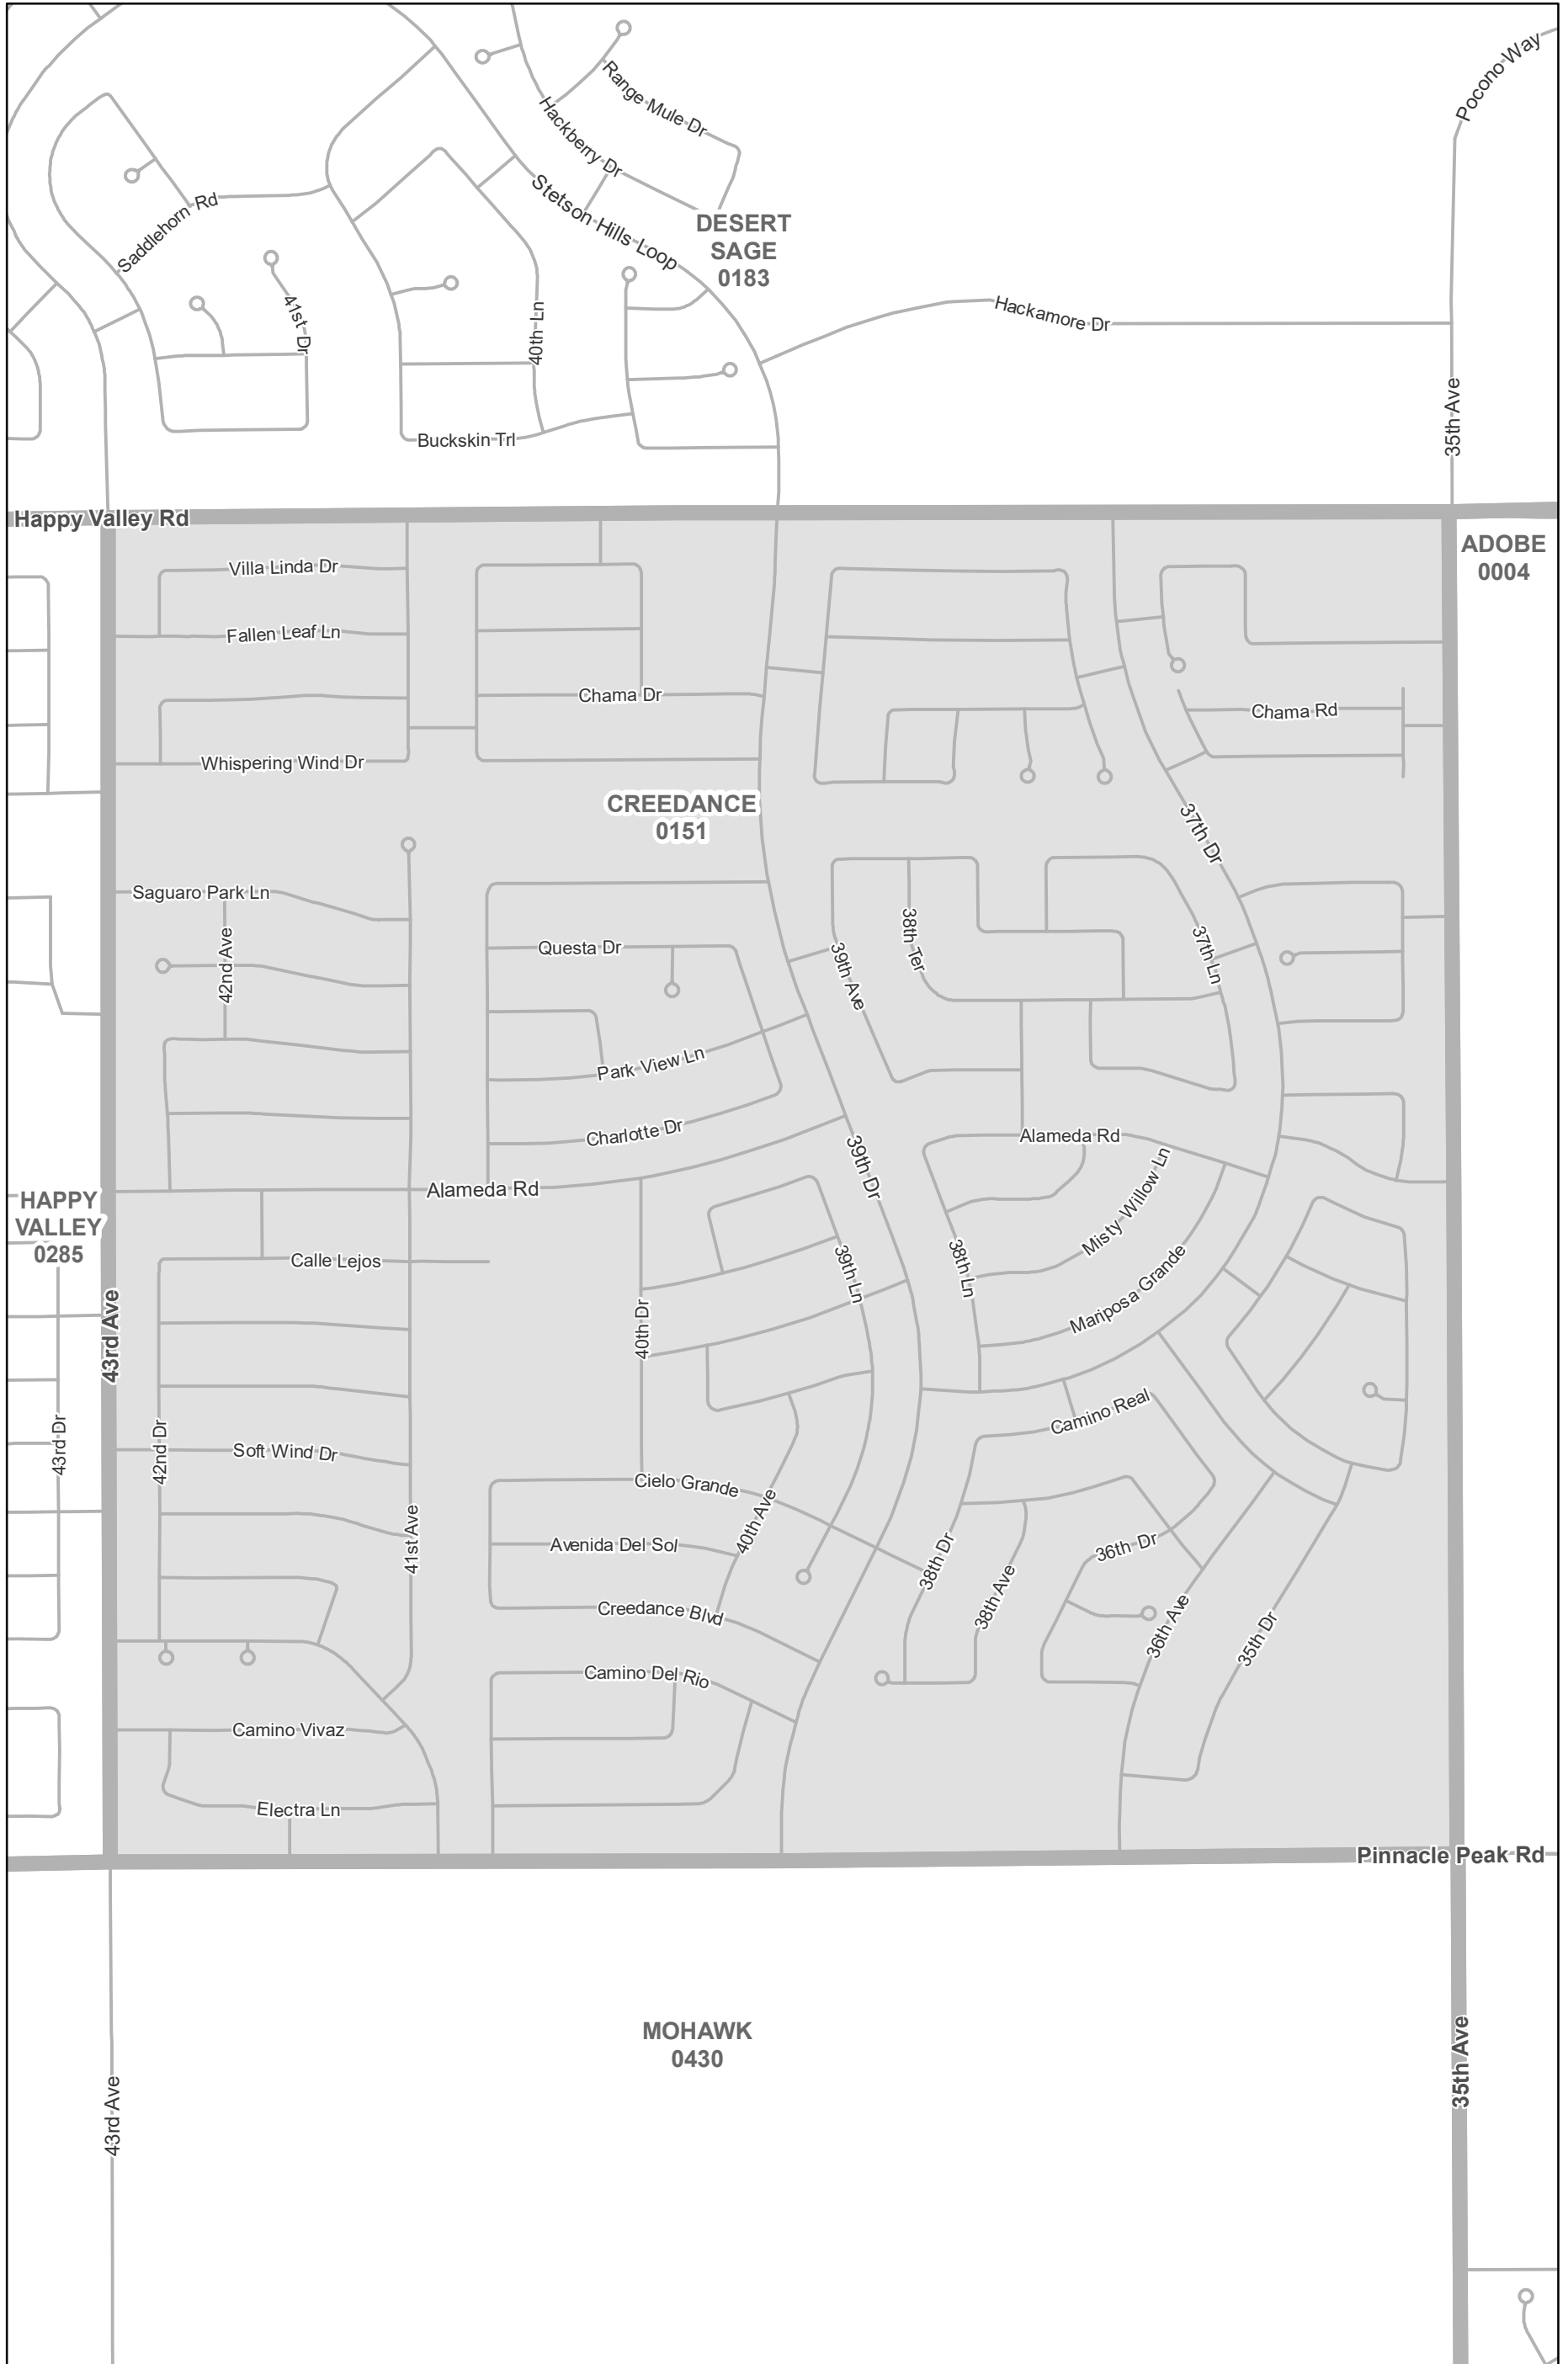 Pocono Way
Range Mule Dr
Hackberry Dr
Stetson Hills Loop
Saddlehorn Rd
DESERT
SAGE
0183
41st Dr
40th Ln
Hackamore Dr
35th Ave
Buckskin Trl
Happy Valley Rd
ADOBE
0004
Villa Linda Dr
Fallen Leaf Ln
Chama Dr
Chama Rd
Whispering Wind Dr
CREEDANCE
0151
37th Dr
Saguaro Park Ln
42nd Ave
Questa Dr
39th Ave
38th Ter
37th Ln
Park View Ln
Charlotte Dr
Alameda Rd
39th Dr
Alameda Rd
Misty Willow Ln
HAPPY
VALLEY
0285
Calle Lejos
39th Ln
38th Ln
Mariposa Grande
43rd Ave
40th Dr
43rd Dr
42nd Dr
Soft Wind Dr
Camino Real
Cielo Grande
41st Ave
Avenida Del Sol
40th Ave
38th Dr
36th Dr
38th Ave
Creedance Blvd
36th Ave
35th Dr
Camino Del Rio
Camino Vivaz
Electra Ln
Pinnacle Peak Rd
MOHAWK
0430
43rd Ave
35th Ave